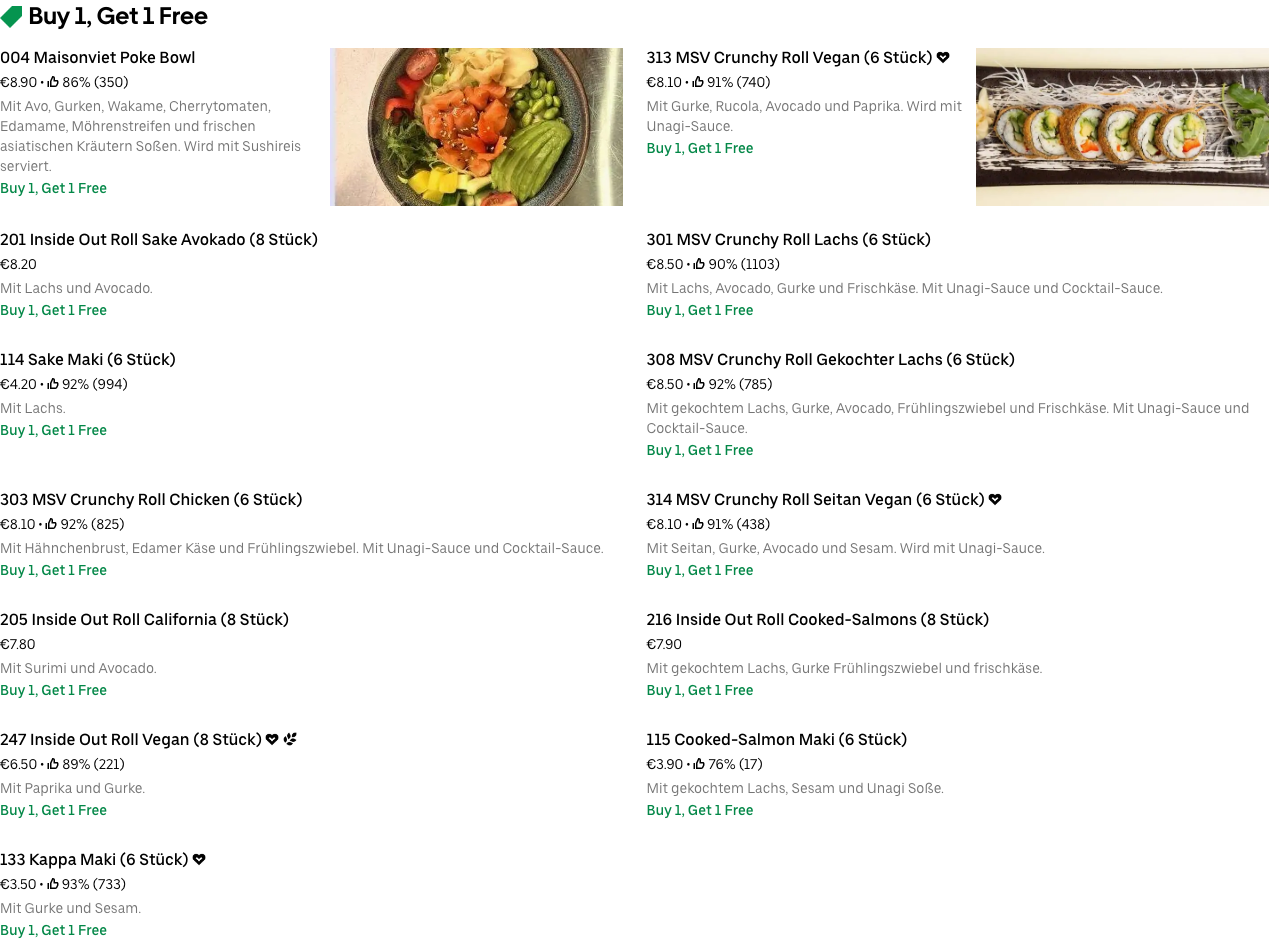 Buy 1, Get 1 Free
004 Maisonviet Poke Bowl
€8.90 • 86% (350)
Mit Avo, Gurken, Wakame, Cherrytomaten,
Edamame, Möhrenstreifen und frischen
asiatischen Kräutern Soßen. Wird mit Sushireis
serviert.
Buy 1, Get 1 Free
313 MSV Crunchy Roll Vegan (6 Stück)
€8.10 • 91% (740)
Mit Gurke, Rucola, Avocado und Paprika. Wird mit
Unagi-Sauce.
Buy 1, Get 1 Free
201 Inside Out Roll Sake Avokado (8 Stück)
€8.20
Mit Lachs und Avocado.
Buy 1, Get 1 Free
301 MSV Crunchy Roll Lachs (6 Stück)
€8.50 • 90% (1103)
Mit Lachs, Avocado, Gurke und Frischkäse. Mit Unagi-Sauce und Cocktail-Sauce.
Buy 1, Get 1 Free
114 Sake Maki (6 Stück)
€4.20 • 92% (994)
Mit Lachs.
Buy 1, Get 1 Free
308 MSV Crunchy Roll Gekochter Lachs (6 Stück)
€8.50 • 92% (785)
Mit gekochtem Lachs, Gurke, Avocado, Frühlingszwiebel und Frischkäse. Mit Unagi-Sauce und
Cocktail-Sauce.
Buy 1, Get 1 Free
303 MSV Crunchy Roll Chicken (6 Stück)
€8.10 • 92% (825)
Mit Hähnchenbrust, Edamer Käse und Frühlingszwiebel. Mit Unagi-Sauce und Cocktail-Sauce.
Buy 1, Get 1 Free
314 MSV Crunchy Roll Seitan Vegan (6 Stück)
€8.10 • 91% (438)
Mit Seitan, Gurke, Avocado und Sesam. Wird mit Unagi-Sauce.
Buy 1, Get 1 Free
205 Inside Out Roll California (8 Stück)
€7.80
Mit Surimi und Avocado.
Buy 1, Get 1 Free
216 Inside Out Roll Cooked-Salmons (8 Stück)
€7.90
Mit gekochtem Lachs, Gurke Frühlingszwiebel und frischkäse.
Buy 1, Get 1 Free
247 Inside Out Roll Vegan (8 Stück)
€6.50 • 89% (221)
Mit Paprika und Gurke.
Buy 1, Get 1 Free
115 Cooked-Salmon Maki (6 Stück)
€3.90 • 76% (17)
Mit gekochtem Lachs, Sesam und Unagi Soße.
Buy 1, Get 1 Free
133 Kappa Maki (6 Stück)
€3.50 • 93% (733)
Mit Gurke und Sesam.
Buy 1, Get 1 Free